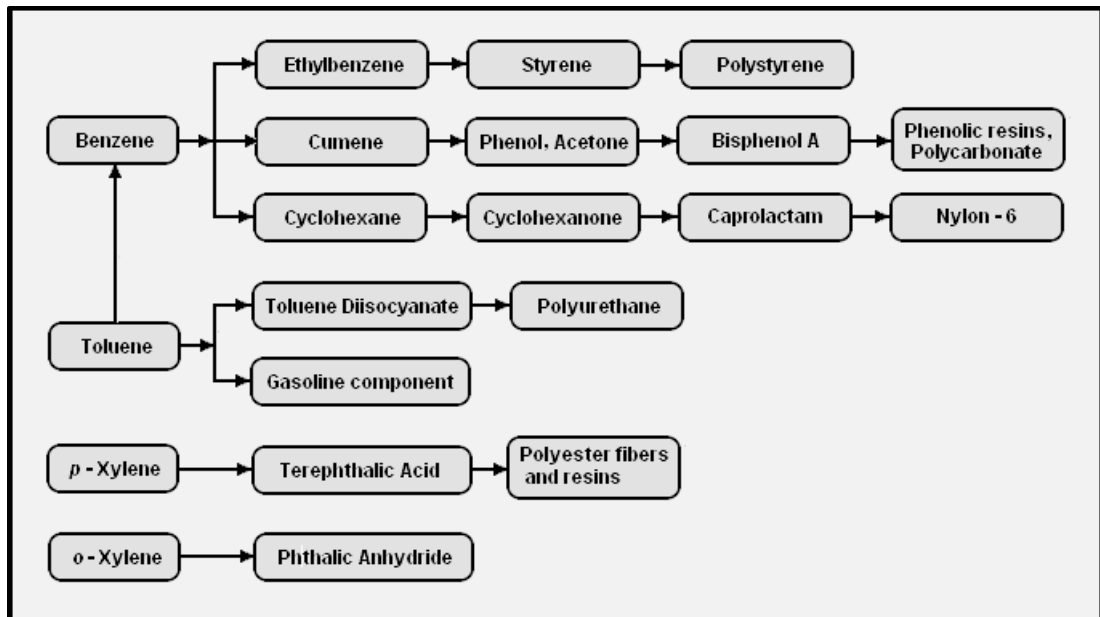 Ethylbenzene
Styrene
Polystyrene
Benzene
Cumene
Phenol, Acetone
Bisphenol A
Phenolic resins,
Polycarbonate
Cyclohexane
Cyclohexanone
Caprolactam
Nylon - 6
Toluene
Toluene Diisocyanate
Polyurethane
Gasoline component
p - Xylene
Terephthalic Acid
Polyester fibers
and resins
o - Xylene
Phthalic Anhydride